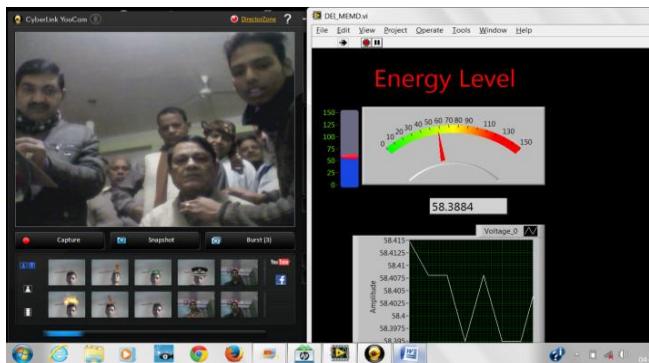 CyberLink YouCam
DirectorZone ?
Capture
Snapshot
Burst (3)
You Tube
DEI_MEMD.vi
File Edit View Project Operate Tools Window Help
Energy Level
150
125
100
75
50
25
0
0 10 20 30 40 50 60 70 80 90 110 130 150
58.3884
Voltage_0
58.415
58.4125
58.41
58.4075
58.405
58.4025
58.4
58.3975
58.395
Amplitude